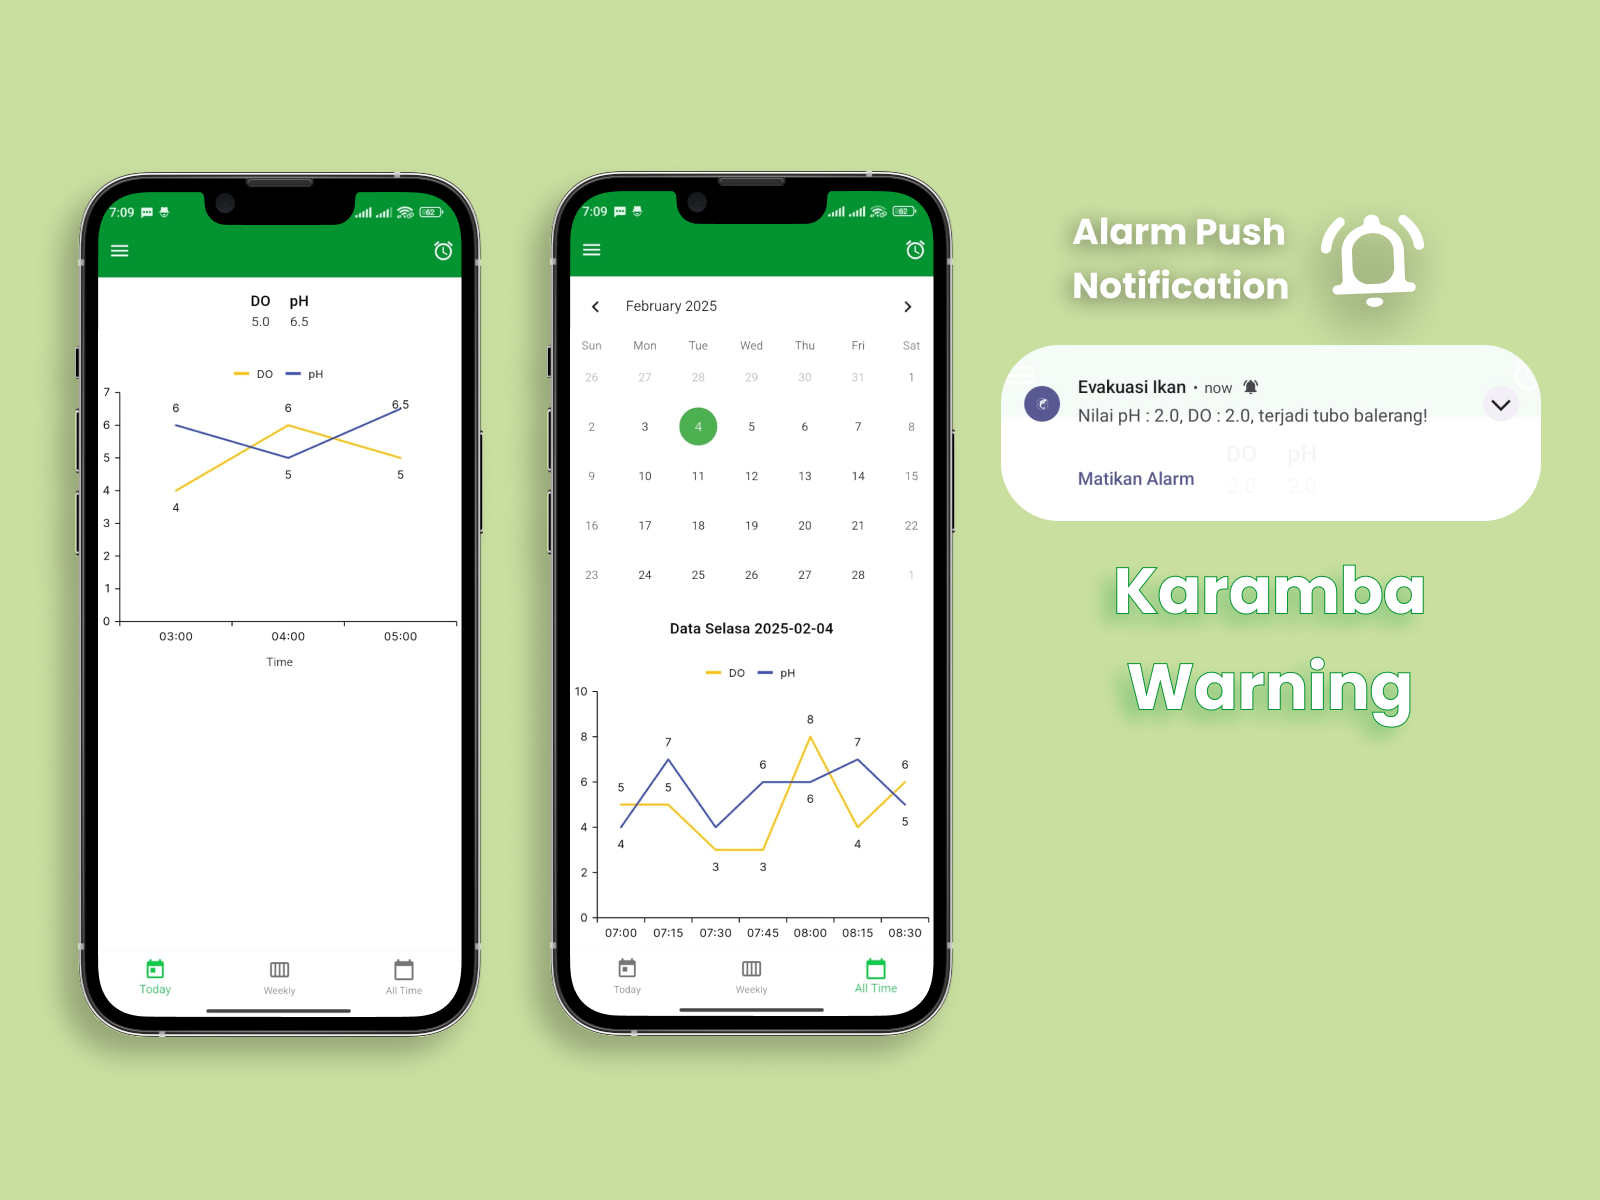 7:09
62
DO pH
5.0 6.5
DO pH
7
6
5
4
3
2
1
0
6 6 6.5
5 5
4
03:00 04:00 05:00
Time
Today Weekly All Time
7:09
62
February 2025
Sun Mon Tue Wed Thu Fri Sat
26 27 28 29 30 31 1
2 3 4 5 6 7 8
9 10 11 12 13 14 15
16 17 18 19 20 21 22
23 24 25 26 27 28 1
Data Selasa 2025-02-04
DO pH
10
8
6
4
2
0
8
7 7
6 6
5 5 6
5
4 4
3 3
07:00 07:15 07:30 07:45 08:00 08:15 08:30
Today Weekly All Time
Alarm Push
Notification
Evakuasi Ikan • now
Nilai pH : 2.0, DO : 2.0, terjadi tubo balerang!
DO pH
Matikan Alarm
2.0 2.0
Karamba
Warning